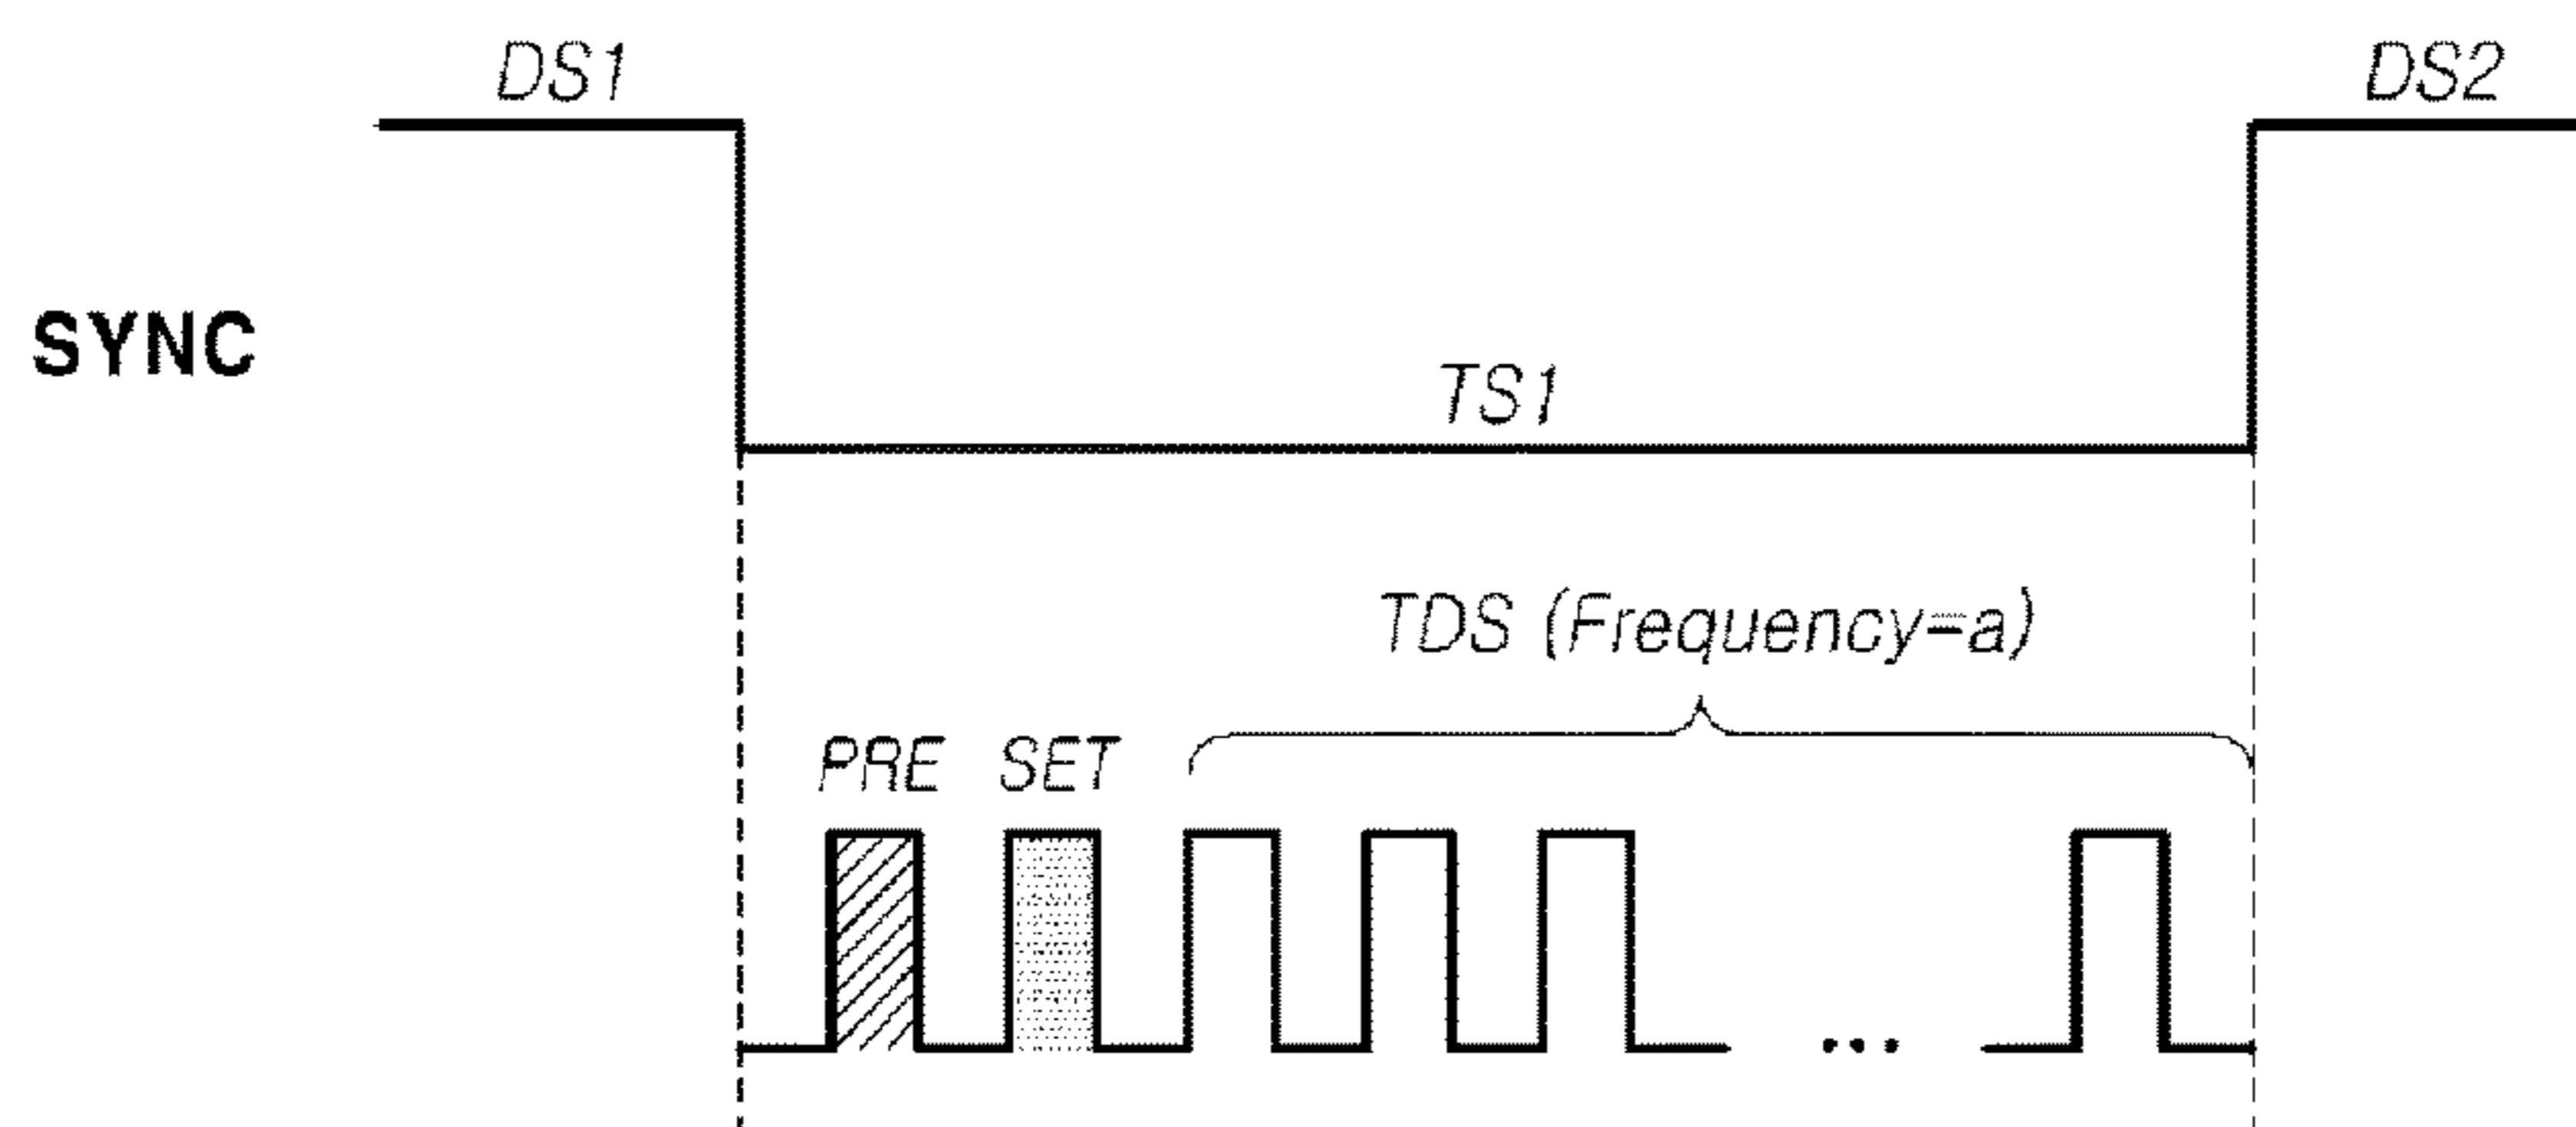 DS1 DS2
SYNC
TS1
TDS (Frequency=a)
PRE SET
...